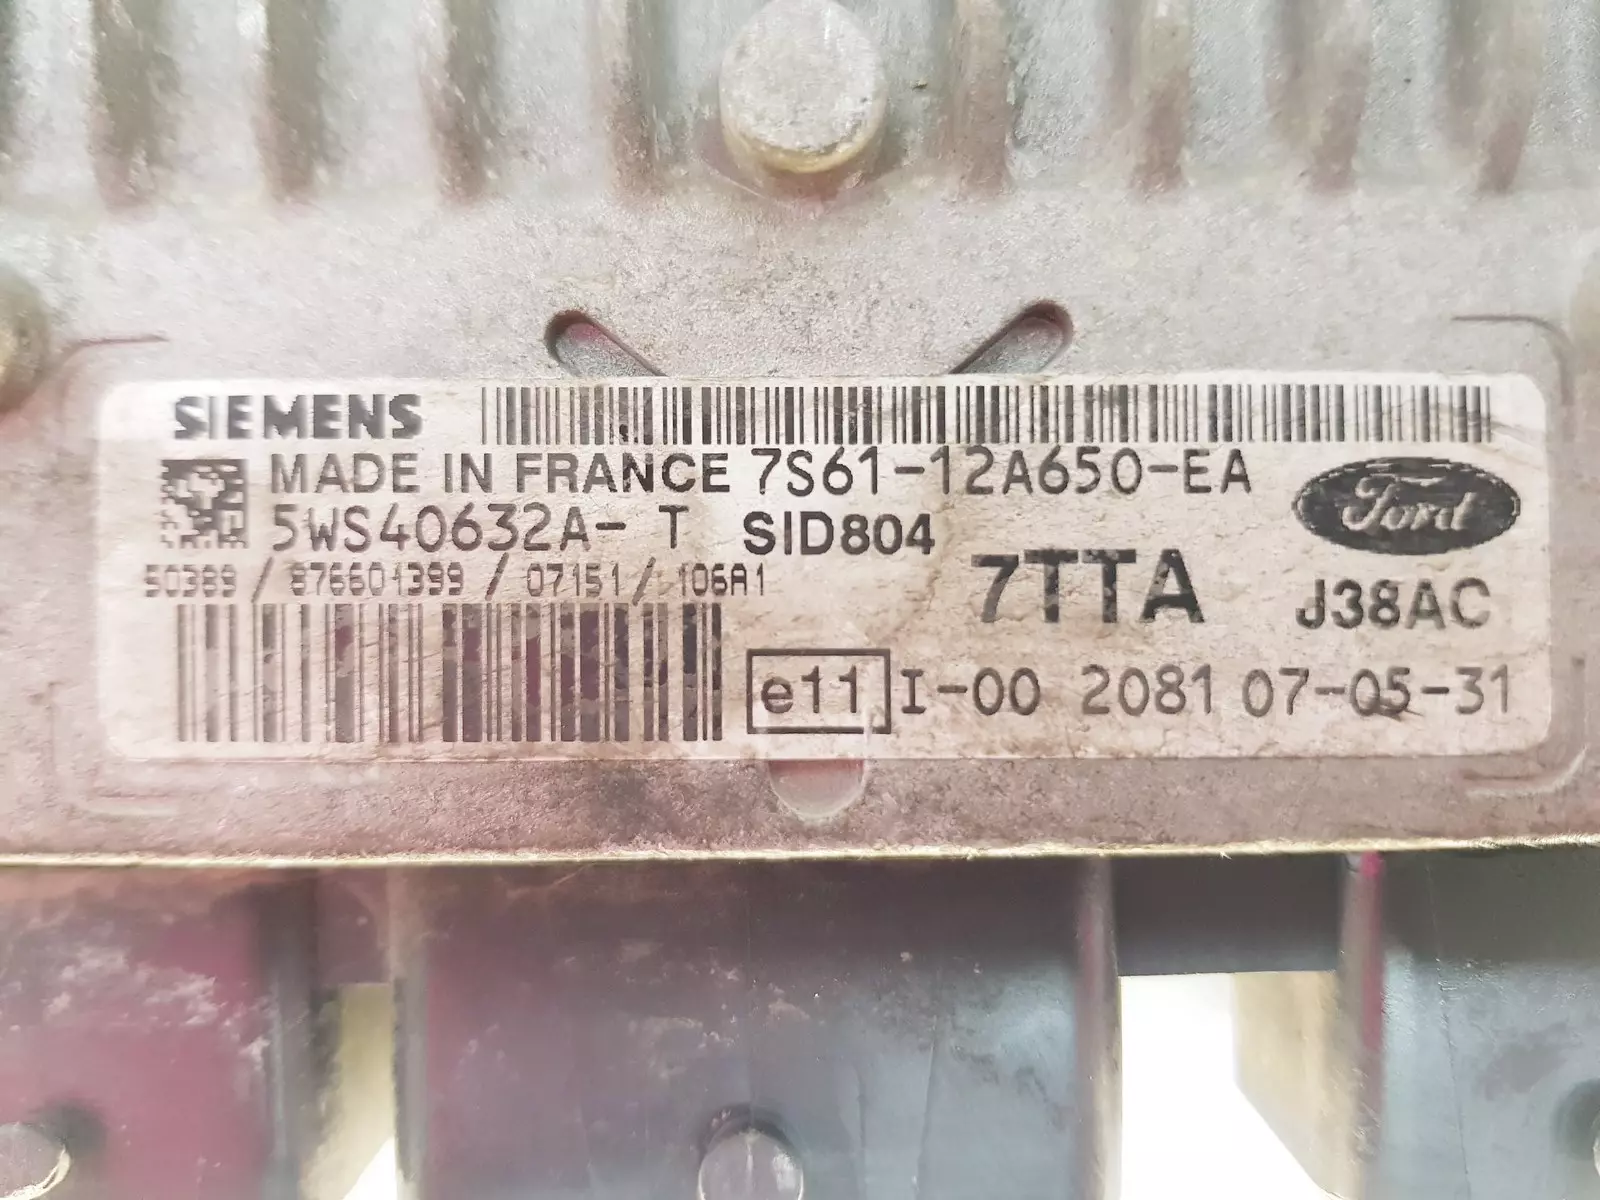 SIEMENS
MADE IN FRANCE 7S61-12A650-EA
Ford
5WS40632A- T SID804
50389 / 876601399 / 07151 / 106A1
7TTA J38AC
e11 I-00 2081 07-05-31